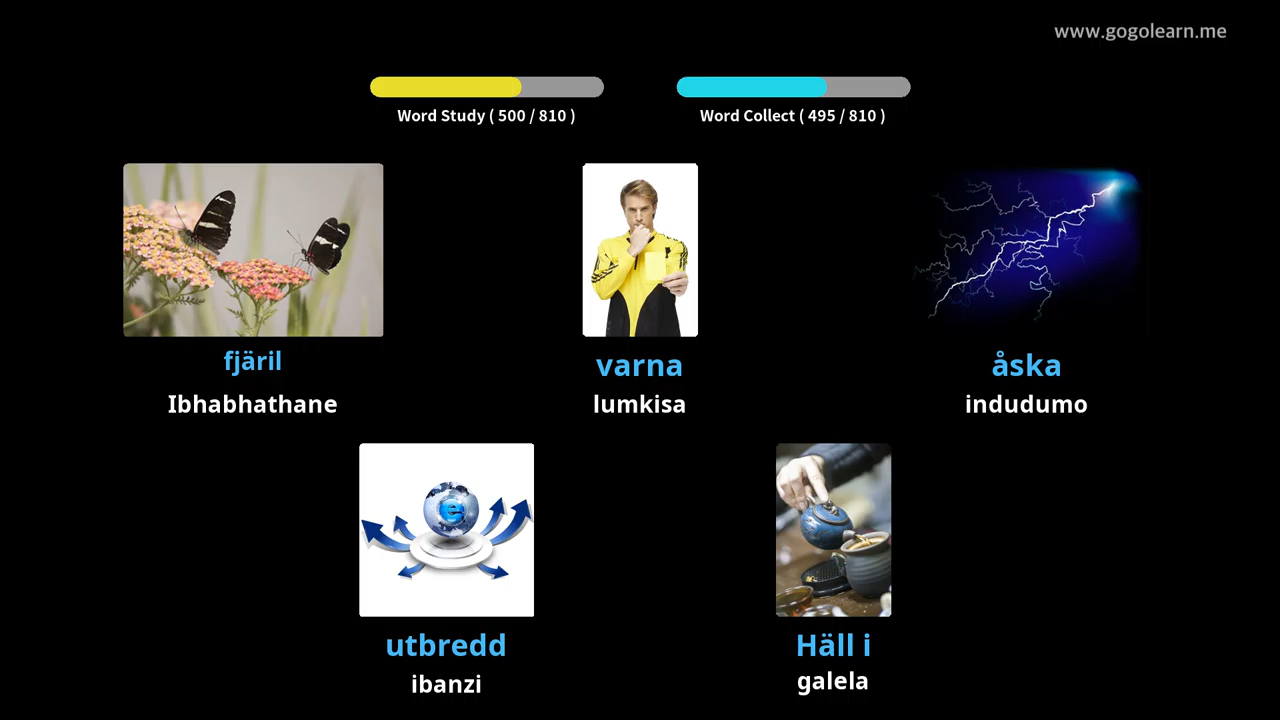 www.gogolearn.me
Word Study ( 500 / 810 )
Word Collect ( 495 / 810 )
fjäril
Ibhabhathane
varna
lumkisa
åska
indudumo
e
utbredd
ibanzi
Häll i
galela